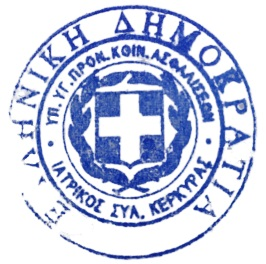 ΕΛΛΗΝΙΚΗ ΔΗΜΟΚΡΑΤΙΑ
ΥΠ. ΥΓ. ΠΡΟΝ. ΚΟΙΝ. ΑΣΦΑΛΙΣΕΩΝ
ΙΑΤΡΙΚΟΣ ΣΥΛ. ΚΕΡΚΥΡΑΣ